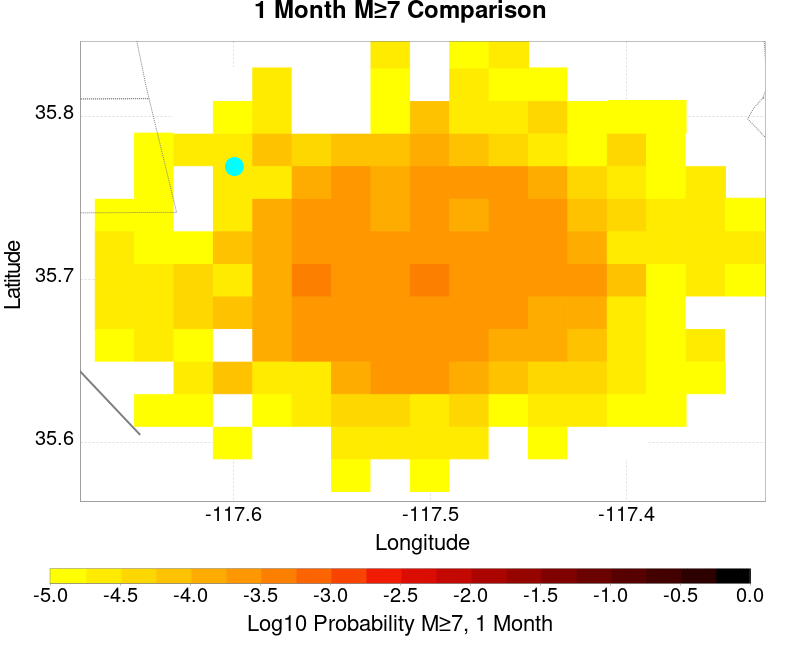 1 Month M≥7 Comparison
35.8
35.7
35.6
Latitude
-117.6 -117.5 -117.4
Longitude
-5.0 -4.5 -4.0 -3.5 -3.0 -2.5 -2.0 -1.5 -1.0 -0.5 0.0
Log10 Probability M≥7, 1 Month